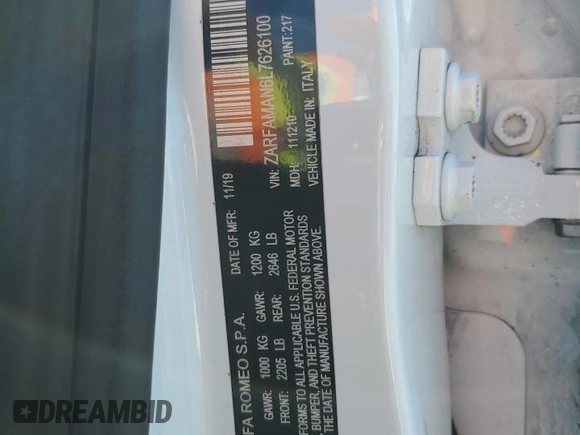 FA ROMEO S.P.A. DATE OF MFR: 11/19
GAWR: 1000 KG GAWR: 1200 KG
FRONT: 2205 LB REAR: 2646 LB
FORMS TO ALL APPLICABLE U.S. FEDERAL MOTOR
BUMPER, AND THEFT PREVENTION STANDARDS
DATE OF MANUFACTURE SHOWN ABOVE.
VIN: ZARFAMAN6L7626100
MDH: 111210 PAINT: 217
VEHICLE MADE IN: ITALY
DREAMBID